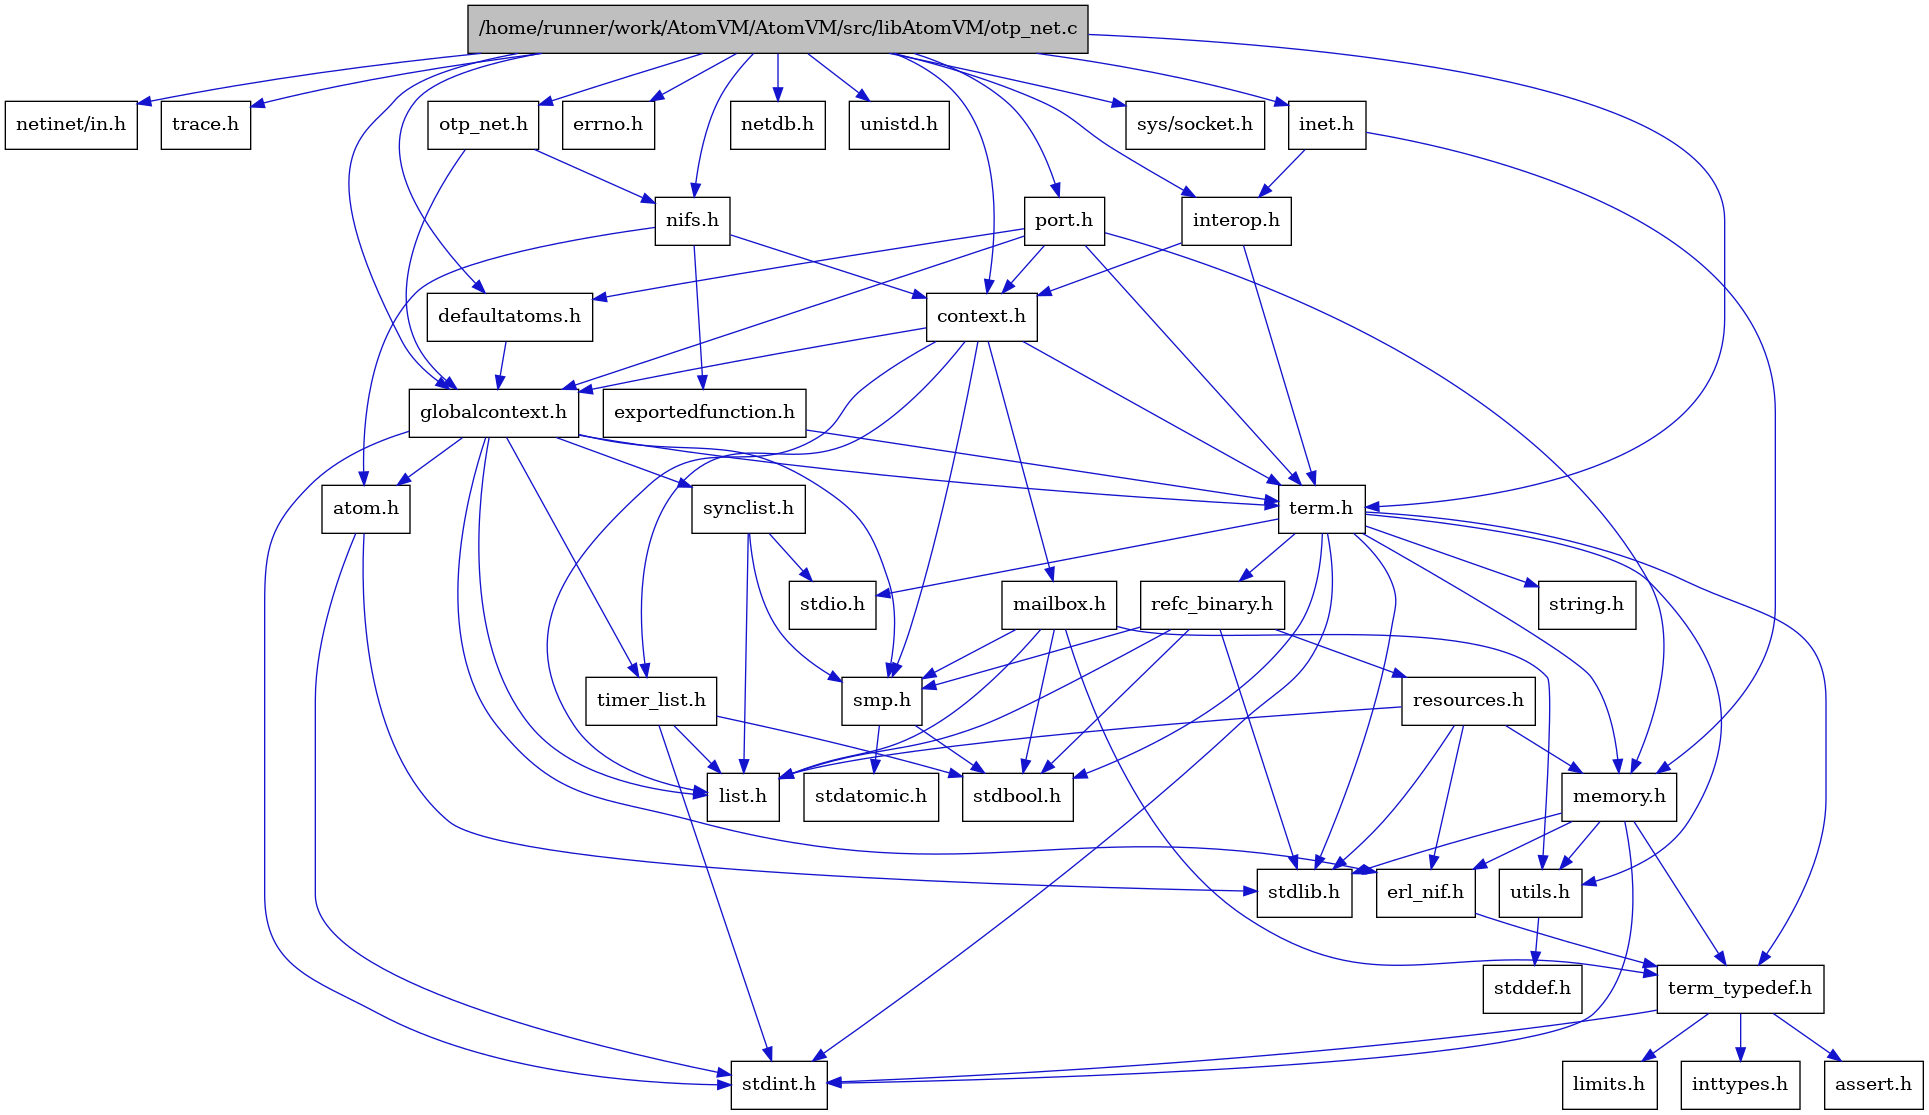 /home/runner/work/AtomVM/AtomVM/src/libAtomVM/otp_net.c
netinet/in.h
trace.h
otp_net.h
errno.h
netdb.h
unistd.h
sys/socket.h
inet.h
nifs.h
port.h
interop.h
defaultatoms.h
context.h
globalcontext.h
exportedfunction.h
atom.h
synclist.h
term.h
stdio.h
mailbox.h
refc_binary.h
string.h
timer_list.h
smp.h
resources.h
list.h
stdatomic.h
stdbool.h
memory.h
stdlib.h
erl_nif.h
utils.h
stddef.h
term_typedef.h
stdint.h
limits.h
inttypes.h
assert.h